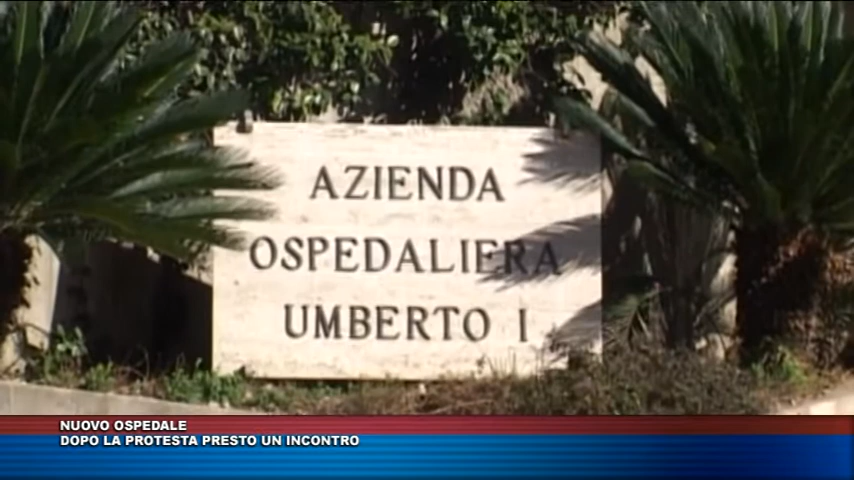 AZIENDA
OSPEDALIERA
UMBERTO I
NUOVO OSPEDALE
DOPO LA PROTESTA PRESTO UN INCONTRO